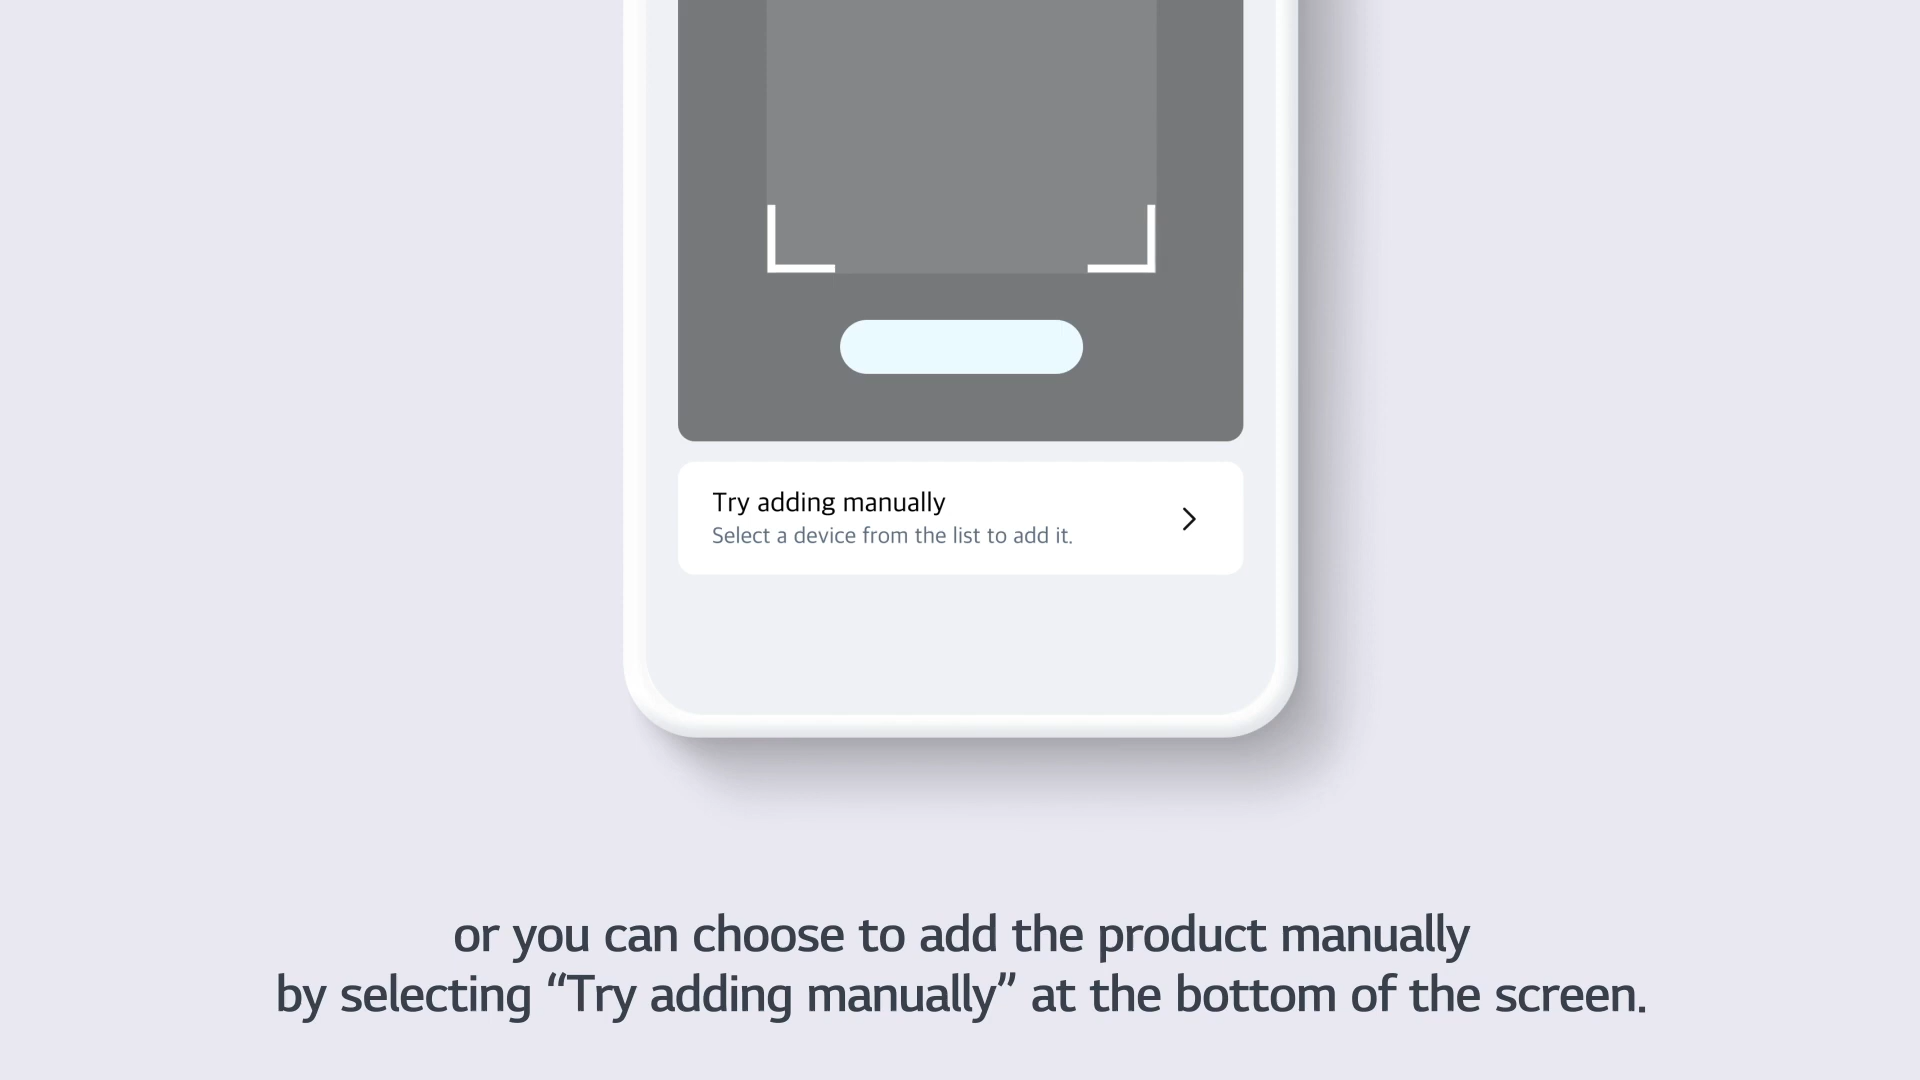 Try adding manually
Select a device from the list to add it.
or you can choose to add the product manually
by selecting “Try adding manually” at the bottom of the screen.